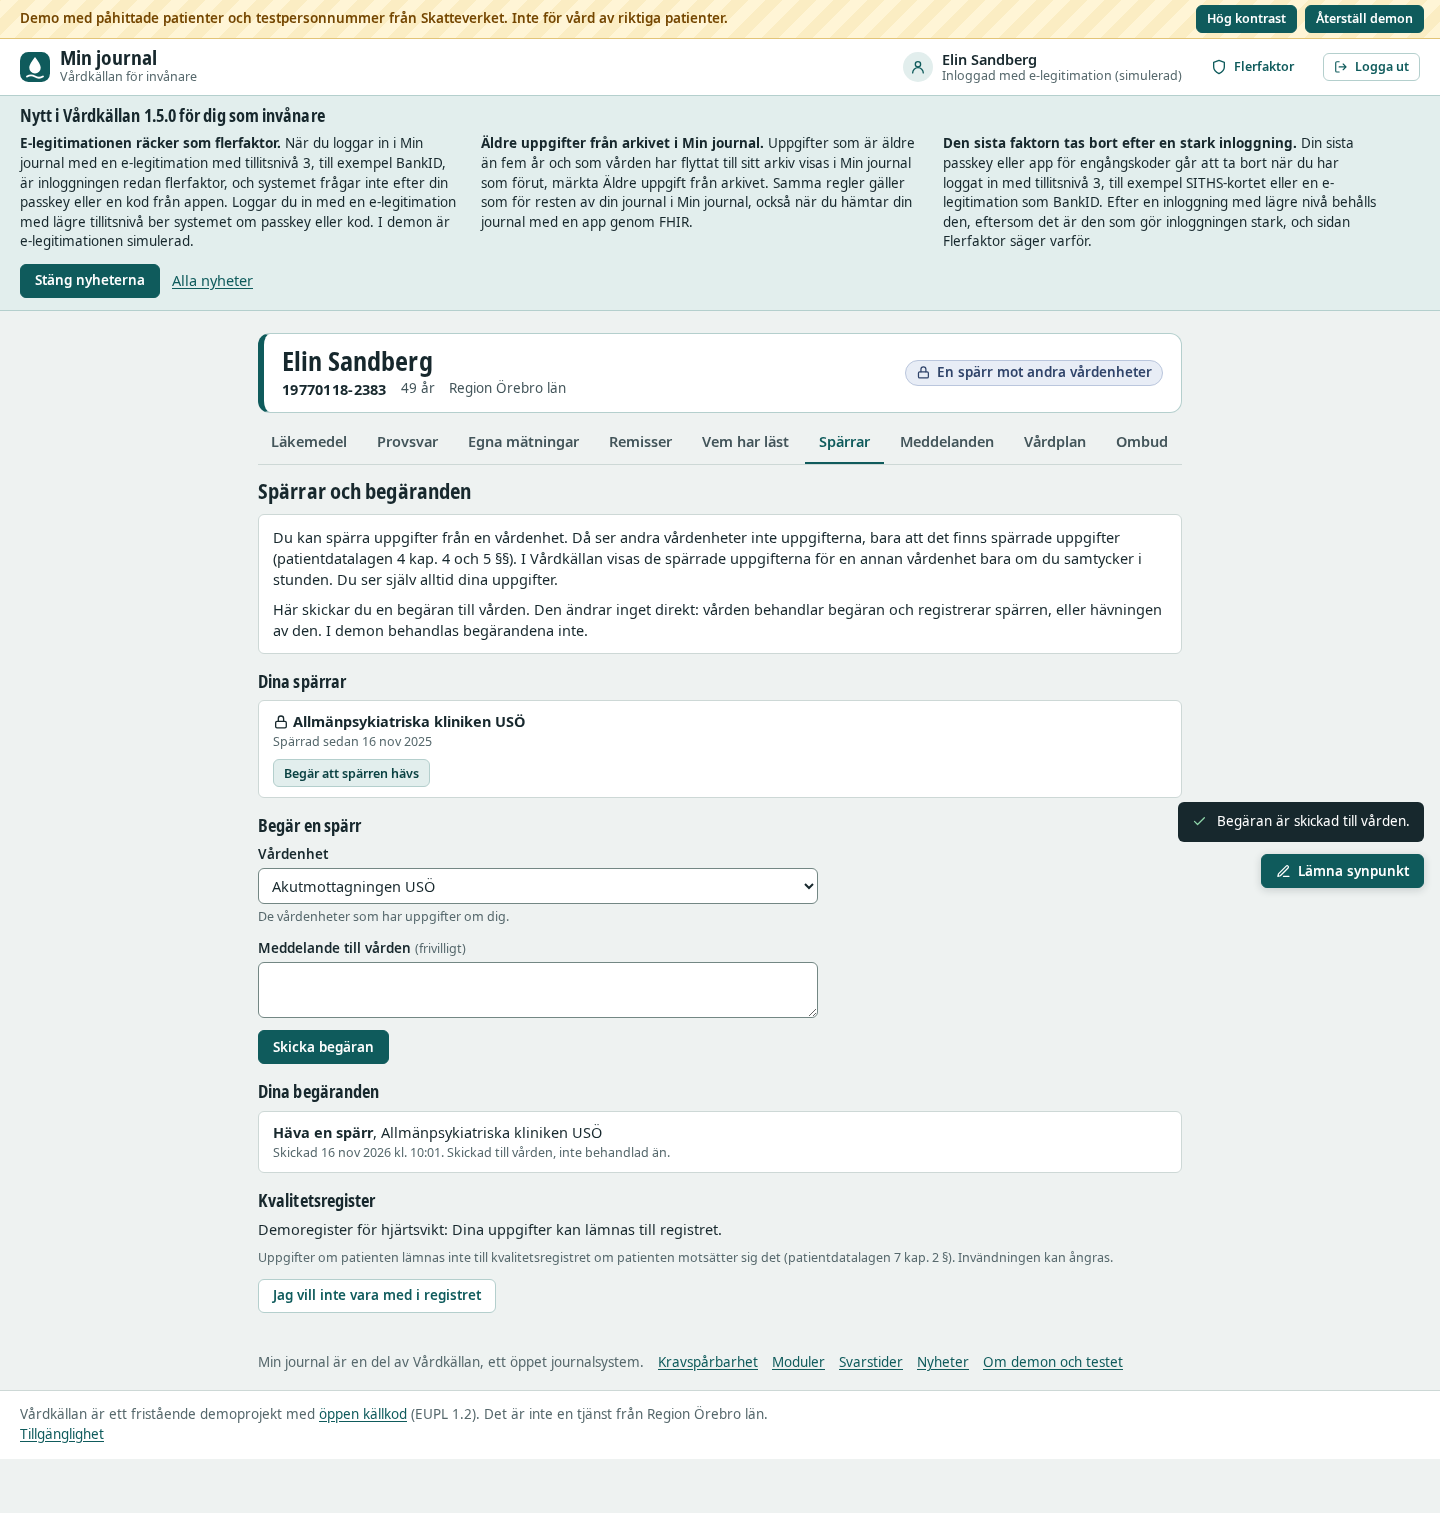 Demo med påhittade patienter och testpersonnummer från Skatteverket. Inte för vård av riktiga patienter.
Hög kontrast
Återställ demon
Min journal
Vårdkällan för invånare
Elin Sandberg
Inloggad med e-legitimation (simulerad)
Flerfaktor
Logga ut
Nytt i Vårdkällan 1.5.0 för dig som invånare
E-legitimationen räcker som flerfaktor. När du loggar in i Min
journal med en e-legitimation med tillitsnivå 3, till exempel BankID,
är inloggningen redan flerfaktor, och systemet frågar inte efter din
passkey eller en kod från appen. Loggar du in med en e-legitimation
med lägre tillitsnivå ber systemet om passkey eller kod. I demon är
e-legitimationen simulerad.
Äldre uppgifter från arkivet i Min journal. Uppgifter som är äldre
än fem år och som vården har flyttat till sitt arkiv visas i Min journal
som förut, märkta Äldre uppgift från arkivet. Samma regler gäller
som för resten av din journal i Min journal, också när du hämtar din
journal med en app genom FHIR.
Den sista faktorn tas bort efter en stark inloggning. Din sista
passkey eller app för engångskoder går att ta bort när du har
loggat in med tillitsnivå 3, till exempel SITHS-kortet eller en e-
legitimation som BankID. Efter en inloggning med lägre nivå behålls
den, eftersom det är den som gör inloggningen stark, och sidan
Flerfaktor säger varför.
Stäng nyheterna
Alla nyheter
Elin Sandberg
19770118-2383 49 år Region Örebro län
En spärr mot andra vårdenheter
Läkemedel
Provsvar
Egna mätningar
Remisser
Vem har läst
Spärrar
Meddelanden
Vårdplan
Ombud
Spärrar och begäranden
Du kan spärra uppgifter från en vårdenhet. Då ser andra vårdenheter inte uppgifterna, bara att det finns spärrade uppgifter
(patientdatalagen 4 kap. 4 och 5 §§). I Vårdkällan visas de spärrade uppgifterna för en annan vårdenhet bara om du samtycker i
stunden. Du ser själv alltid dina uppgifter.
Här skickar du en begäran till vården. Den ändrar inget direkt: vården behandlar begäran och registrerar spärren, eller hävningen
av den. I demon behandlas begärandena inte.
Dina spärrar
Allmänpsykiatriska kliniken USÖ
Spärrad sedan 16 nov 2025
Begär att spärren hävs
Begär en spärr
Begäran är skickad till vården.
Vårdenhet
Akutmottagningen USÖ
Lämna synpunkt
De vårdenheter som har uppgifter om dig.
Meddelande till vården (frivilligt)
Skicka begäran
Dina begäranden
Häva en spärr, Allmänpsykiatriska kliniken USÖ
Skickad 16 nov 2026 kl. 10:01. Skickad till vården, inte behandlad än.
Kvalitetsregister
Demoregister för hjärtsvikt: Dina uppgifter kan lämnas till registret.
Uppgifter om patienten lämnas inte till kvalitetsregistret om patienten motsätter sig det (patientdatalagen 7 kap. 2 §). Invändningen kan ångras.
Jag vill inte vara med i registret
Min journal är en del av Vårdkällan, ett öppet journalsystem. Kravspårbarhet Moduler Svarstider Nyheter Om demon och testet
Vårdkällan är ett fristående demoprojekt med öppen källkod (EUPL 1.2). Det är inte en tjänst från Region Örebro län.
Tillgänglighet